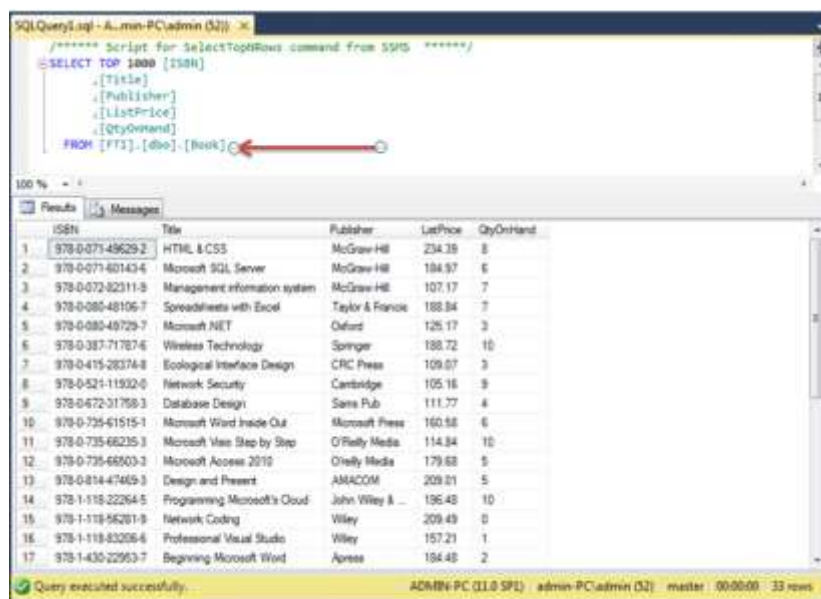 SQLQuery1.sql - A...min-PC\admin (52))
/****** Script for SelectTopNRows command from SSMS ******/
SELECT TOP 1000 [ISBN]
,[Title]
,[Publisher]
,[ListPrice]
,[QtyOnHand]
FROM [FTI].[dbo].[Book]
100 %
Results Messages
ISBN Title Publisher ListPrice QtyOnHand
1 978-0-071-49629-2 HTML & CSS McGraw-Hill 234.39 8
2 978-0-071-60143-6 Microsoft SQL Server McGraw-Hill 184.97 6
3 978-0-072-82311-9 Management information system McGraw-Hill 107.17 7
4 978-0-080-48106-7 Spreadsheets with Excel Taylor & Francis 188.84 7
5 978-0-080-49729-7 Microsoft .NET Oxford 125.17 3
6 978-0-387-71787-6 Wireless Technology Springer 188.72 10
7 978-0-415-28374-8 Ecological Interface Design CRC Press 109.07 3
8 978-0-521-11932-0 Network Security Cambridge 105.16 9
9 978-0-672-31758-3 Database Design Sams Pub 111.77 4
10 978-0-735-61515-1 Microsoft Word Inside Out Microsoft Press 160.58 6
11 978-0-735-66235-3 Microsoft Visio Step by Step O'Reilly Media 114.84 10
12 978-0-735-66503-3 Microsoft Access 2010 O'reilly Media 179.68 5
13 978-0-814-47469-3 Design and Present AMACOM 209.01 5
14 978-1-118-22264-5 Programming Microsoft's Cloud John Wiley & ... 196.48 10
15 978-1-118-56281-9 Network Coding Wiley 209.49 0
16 978-1-118-83206-6 Professional Visual Studio Wiley 157.21 1
17 978-1-430-22953-7 Beginning Microsoft Word Apress 184.48 2
Query executed successfully. ADMIN-PC (11.0 SP1) admin-PC\admin (52) master 00:00:00 33 rows